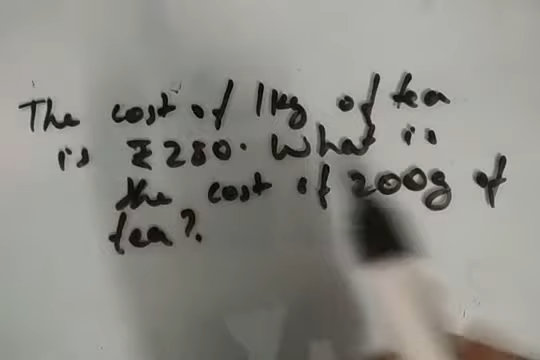 The cost of 1kg of tea
is ₹280. What is
the cost of 200g of
tea?.